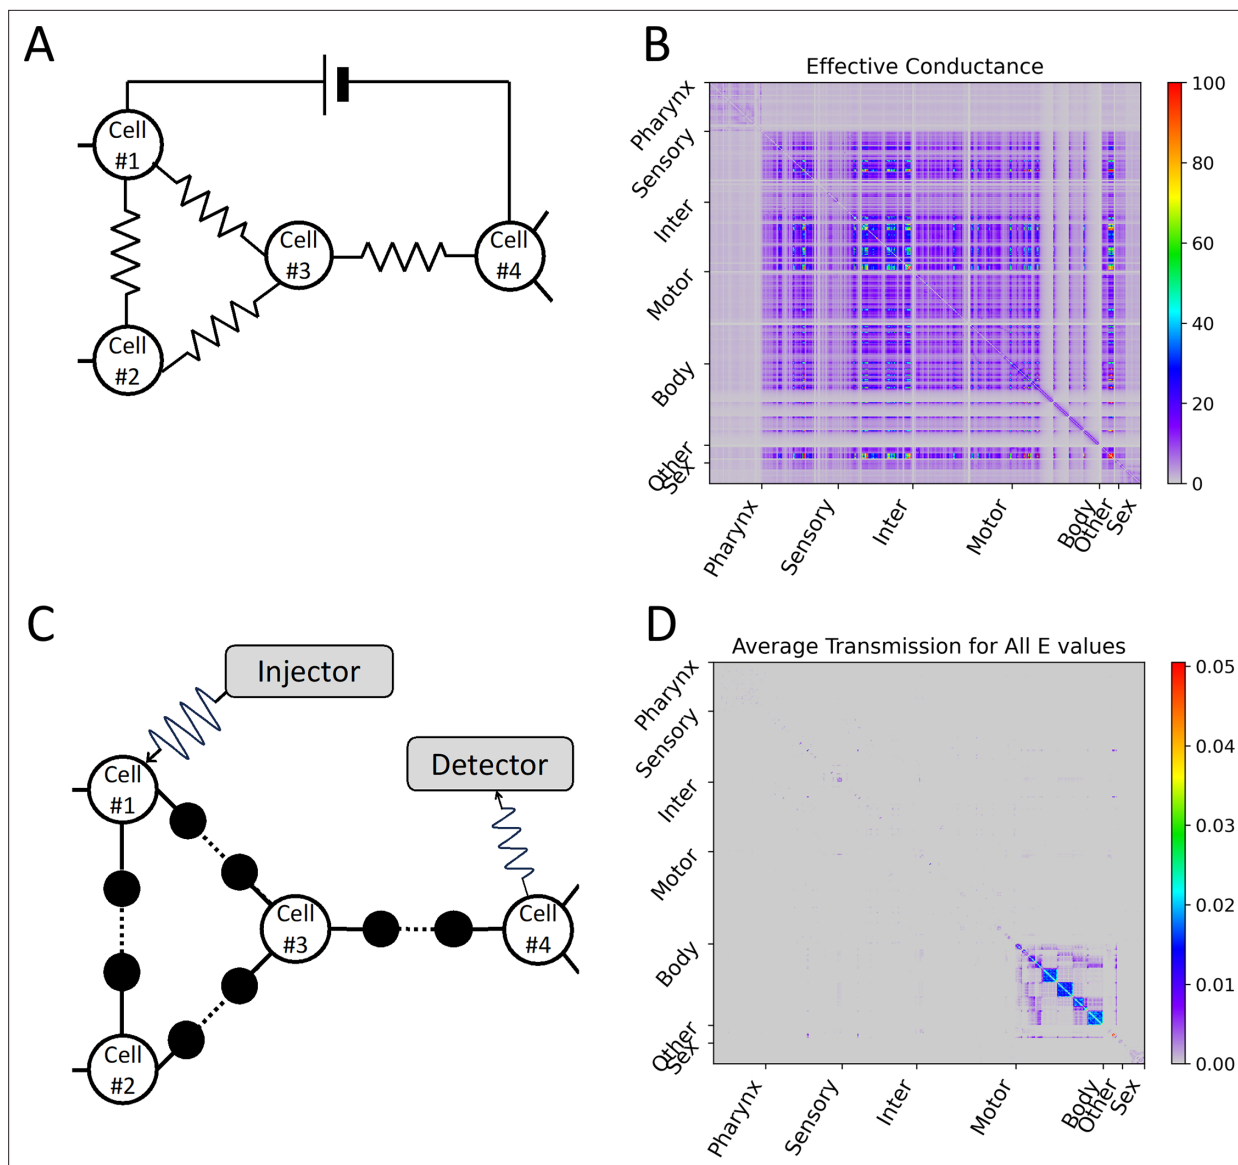 A
Cell
#1
Cell
#2
Cell
#3
Cell
#4
B
Effective Conductance
Pharynx
Sensory
Inter
Motor
Body
Other
Sex
Pharynx
Sensory
Inter
Motor
Body
Other
Sex
100
80
60
40
20
0
C
Injector
Detector
Cell
#1
Cell
#2
Cell
#3
Cell
#4
D
Average Transmission for All E values
Pharynx
Sensory
Inter
Motor
Body
Other
Sex
Pharynx
Sensory
Inter
Motor
Body
Other
Sex
0.05
0.04
0.03
0.02
0.01
0.00